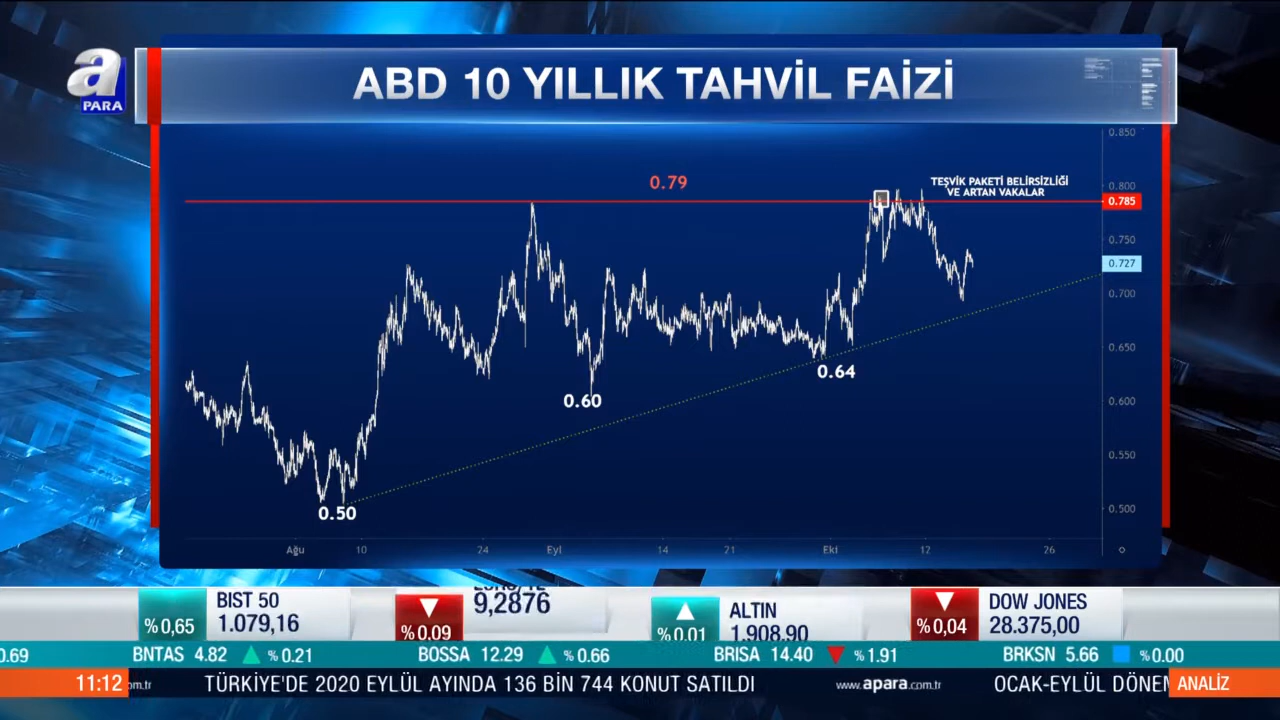 a
PARA
ABD 10 YILLIK TAHVİL FAİZİ
0.850
0.79
TEŞVİK PAKETİ BELİRSİZLİĞİ
VE ARTAN VAKALAR
0.800
0.785
0.750
0.727
0.700
0.650
0.64
0.600
0.60
0.550
0.500
0.50
Ağu 10 24 Eyl 14 21 Eki 12 26
%0,65 BIST 50 1.079,16
%0.09 9,2876
%0.01 ALTIN 1.908,90
%0,04 DOW JONES 28.375,00
0.69 BNTAS 4.82 %0.21 BOSSA 12.29 %0.66 BRISA 14.40 %1.91 BRKSN 5.66 %0.00
11:12 om.tr TÜRKİYE'DE 2020 EYLÜL AYINDA 136 BİN 744 KONUT SATILDI www.apara.com.tr OCAK-EYLÜL DÖNEM ANALİZ